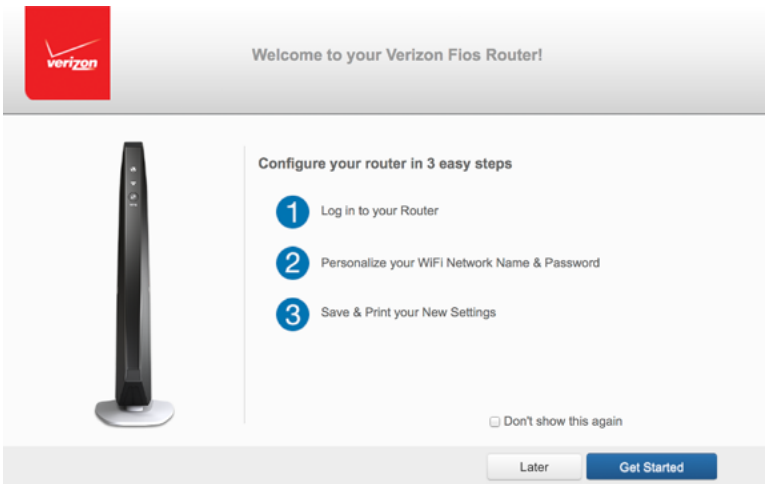 verizon
Welcome to your Verizon Fios Router!
Configure your router in 3 easy steps
1 Log in to your Router
2 Personalize your WiFi Network Name & Password
3 Save & Print your New Settings
Don't show this again
Later
Get Started